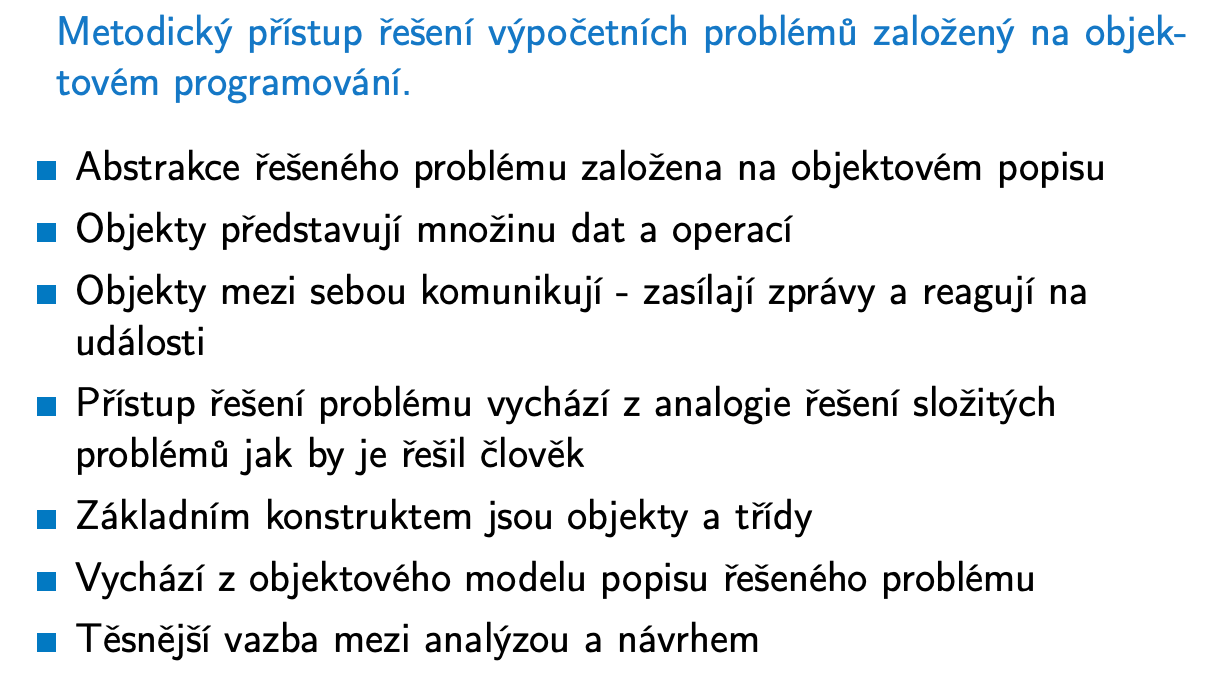 Metodický přístup řešení výpočetních problémů založený na objek-
tovém programování.
Abstrakce řešeného problému založena na objektovém popisu
Objekty představují množinu dat a operací
Objekty mezi sebou komunikují - zasílají zprávy a reagují na
události
Přístup řešení problému vychází z analogie řešení složitých
problémů jak by je řešil člověk
Základním konstruktem jsou objekty a třídy
Vychází z objektového modelu popisu řešeného problému
Těsnější vazba mezi analýzou a návrhem